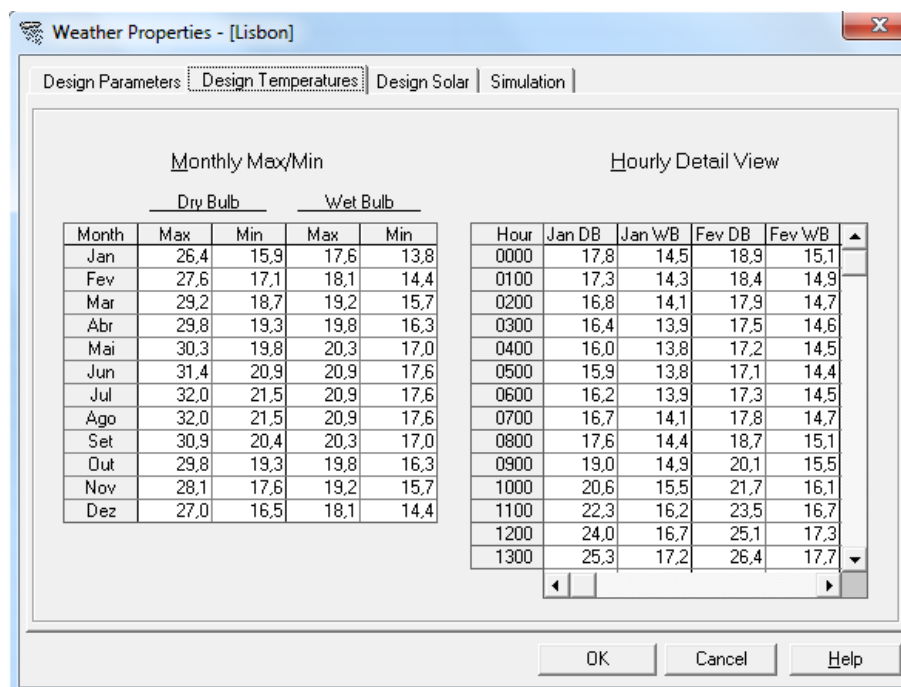 Weather Properties - [Lisbon]
Design Parameters Design Temperatures Design Solar Simulation
Monthly Max/Min
Dry Bulb Wet Bulb
Month Max Min Max Min
Jan 26,4 15,9 17,6 13,8
Fev 27,6 17,1 18,1 14,4
Mar 29,2 18,7 19,2 15,7
Abr 29,8 19,3 19,8 16,3
Mai 30,3 19,8 20,3 17,0
Jun 31,4 20,9 20,9 17,6
Jul 32,0 21,5 20,9 17,6
Ago 32,0 21,5 20,9 17,6
Set 30,9 20,4 20,3 17,0
Out 29,8 19,3 19,8 16,3
Nov 28,1 17,6 19,2 15,7
Dez 27,0 16,5 18,1 14,4
Hourly Detail View
Hour Jan DB Jan WB Fev DB Fev WB
0000 17,8 14,5 18,9 15,1
0100 17,3 14,3 18,4 14,9
0200 16,8 14,1 17,9 14,7
0300 16,4 13,9 17,5 14,6
0400 16,0 13,8 17,2 14,5
0500 15,9 13,8 17,1 14,4
0600 16,2 13,9 17,3 14,5
0700 16,7 14,1 17,8 14,7
0800 17,6 14,4 18,7 15,1
0900 19,0 14,9 20,1 15,5
1000 20,6 15,5 21,7 16,1
1100 22,3 16,2 23,5 16,7
1200 24,0 16,7 25,1 17,3
1300 25,3 17,2 26,4 17,7
OK Cancel Help